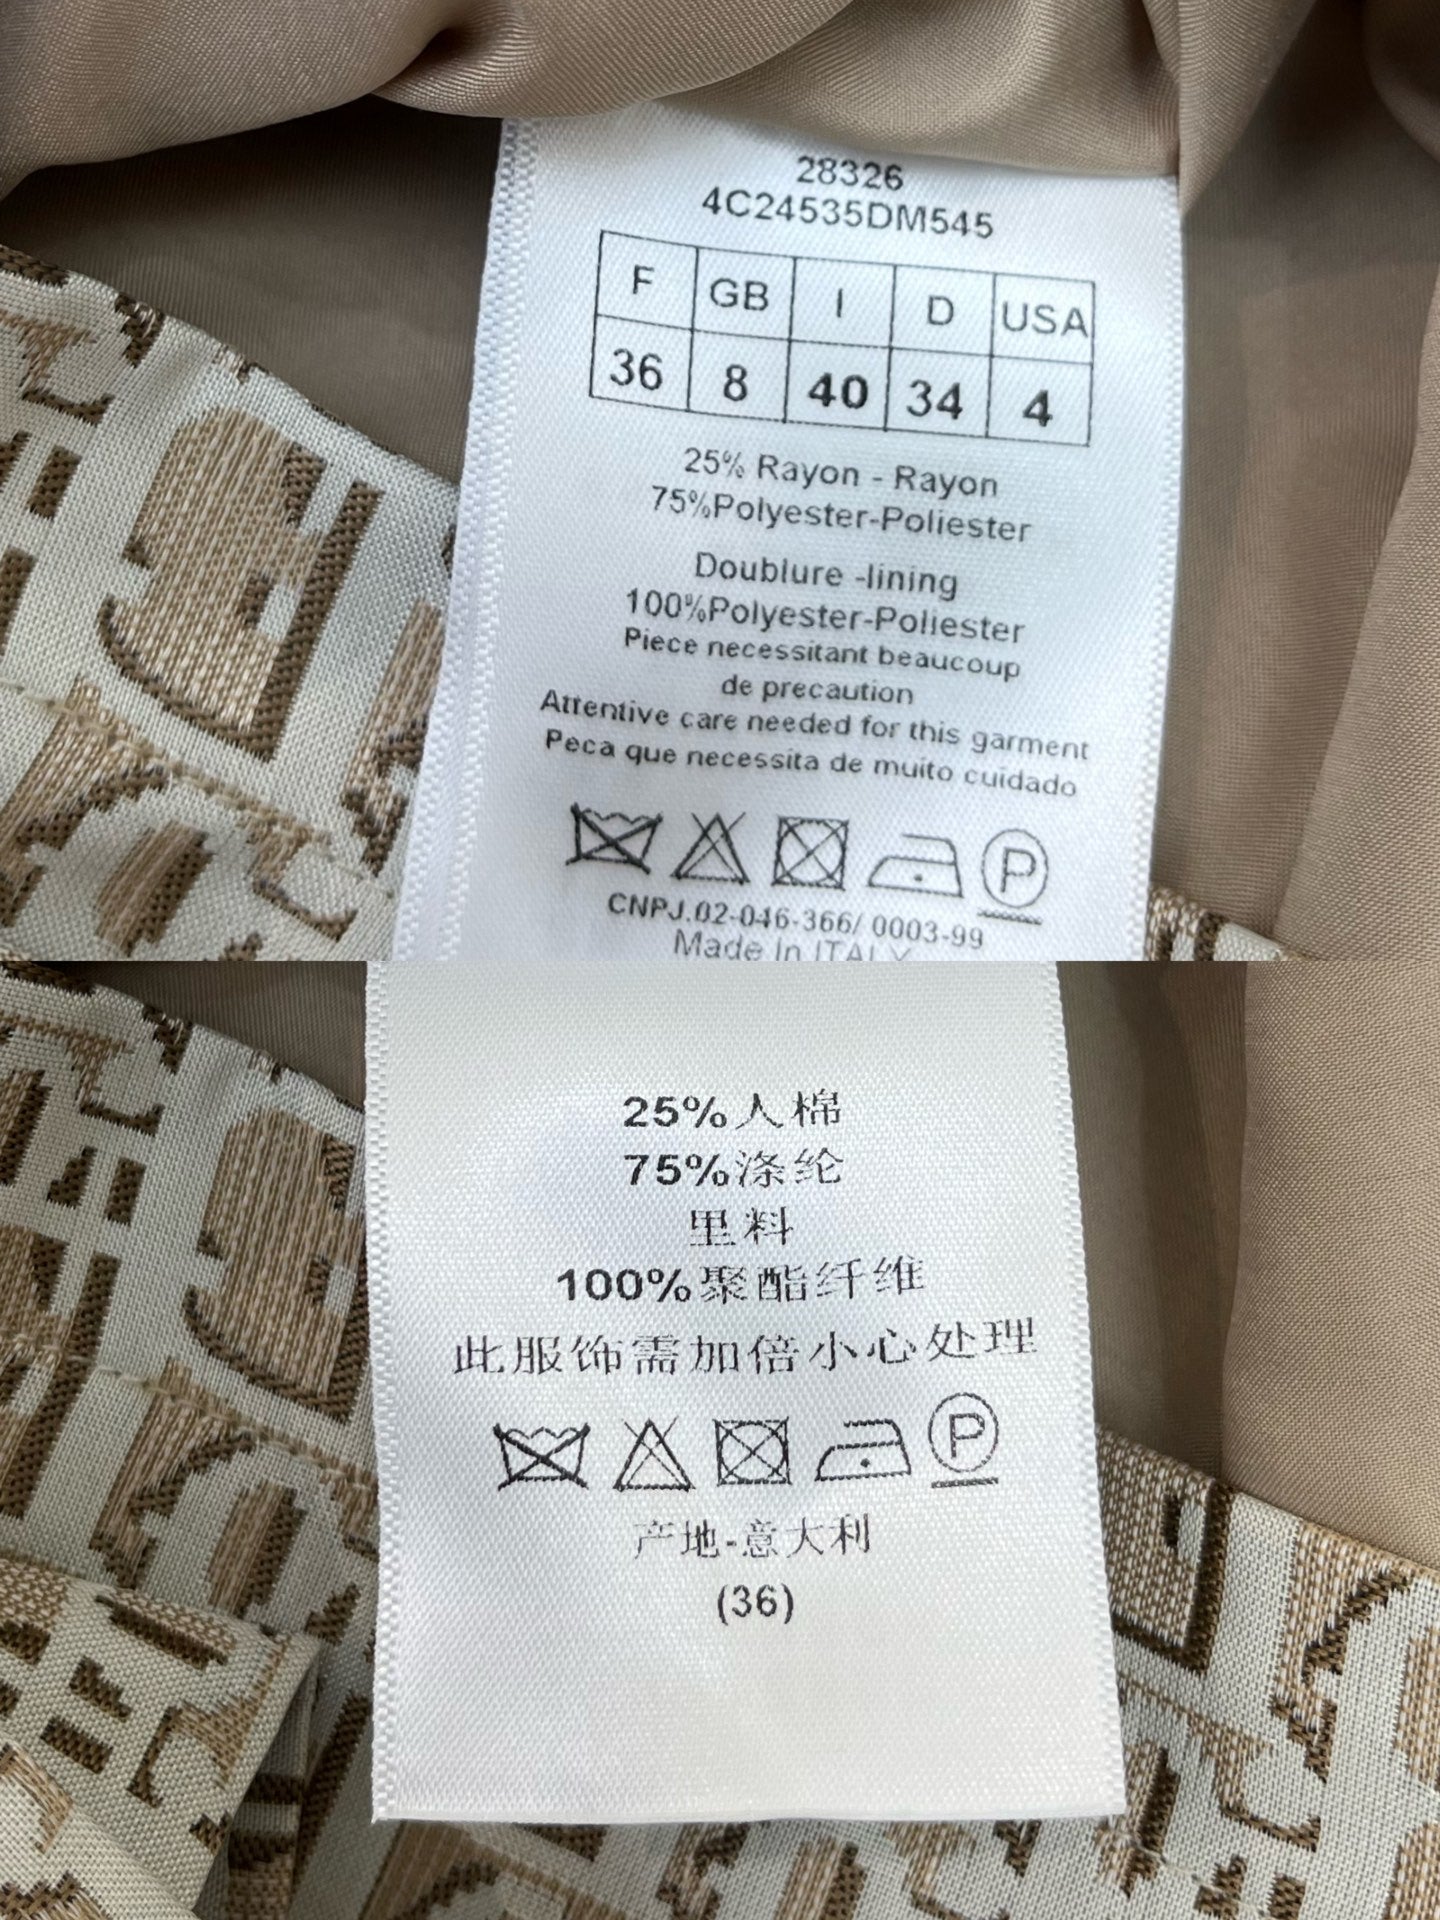 28326
4C24535DM545
F GB I D USA
36 8 40 34 4
25% Rayon - Rayon
75%Polyester-Poliester
Doublure -lining
100%Polyester-Poliester
Piece necessitant beaucoup
de precaution
Attentive care needed for this garment
Peca que necessita de muito cuidado
P
CNPJ.02-046-366/ 0003-99
Made In ITALY
25%人棉
75%涤纶
里料
100%聚酯纤维
此服饰需加倍小心处理
P
产地-意大利
(36)